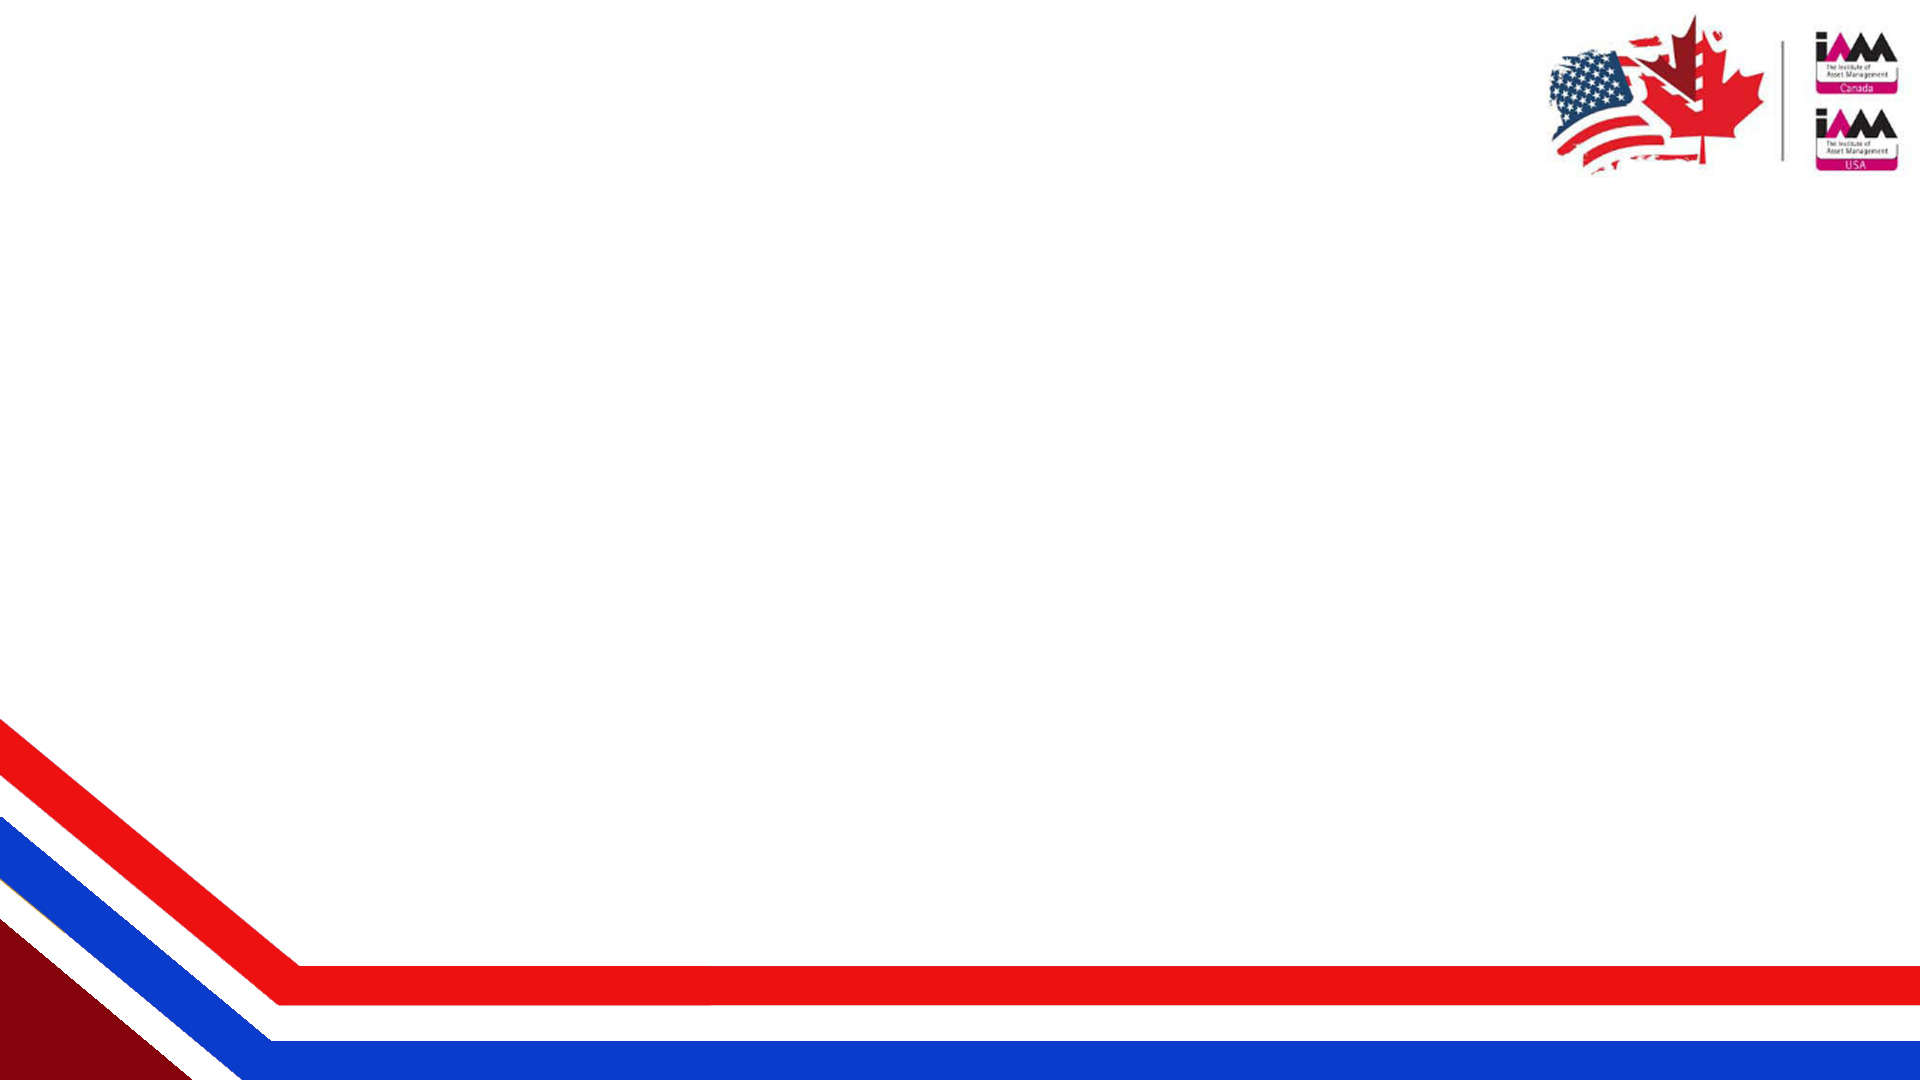 iAM
The Institute of
Asset Management
Canada
iAM
The Institute of
Asset Management
USA